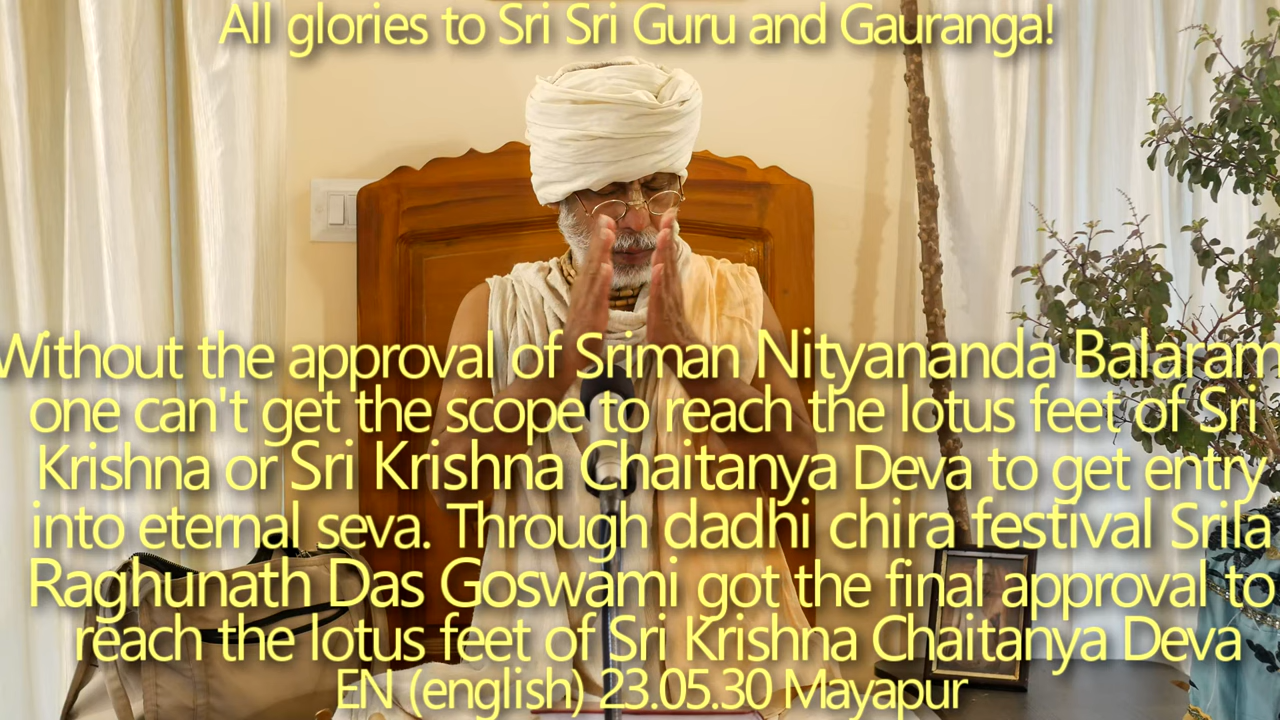 All glories to Sri Sri Guru and Gauranga!
Without the approval of Sriman Nityananda Balaram
one can't get the scope to reach the lotus feet of Sri
Krishna or Sri Krishna Chaitanya Deva to get entry
into eternal seva. Through dadhi chira festival Srila
Raghunath Das Goswami got the final approval to
reach the lotus feet of Sri Krishna Chaitanya Deva
EN (english) 23.05.30 Mayapur